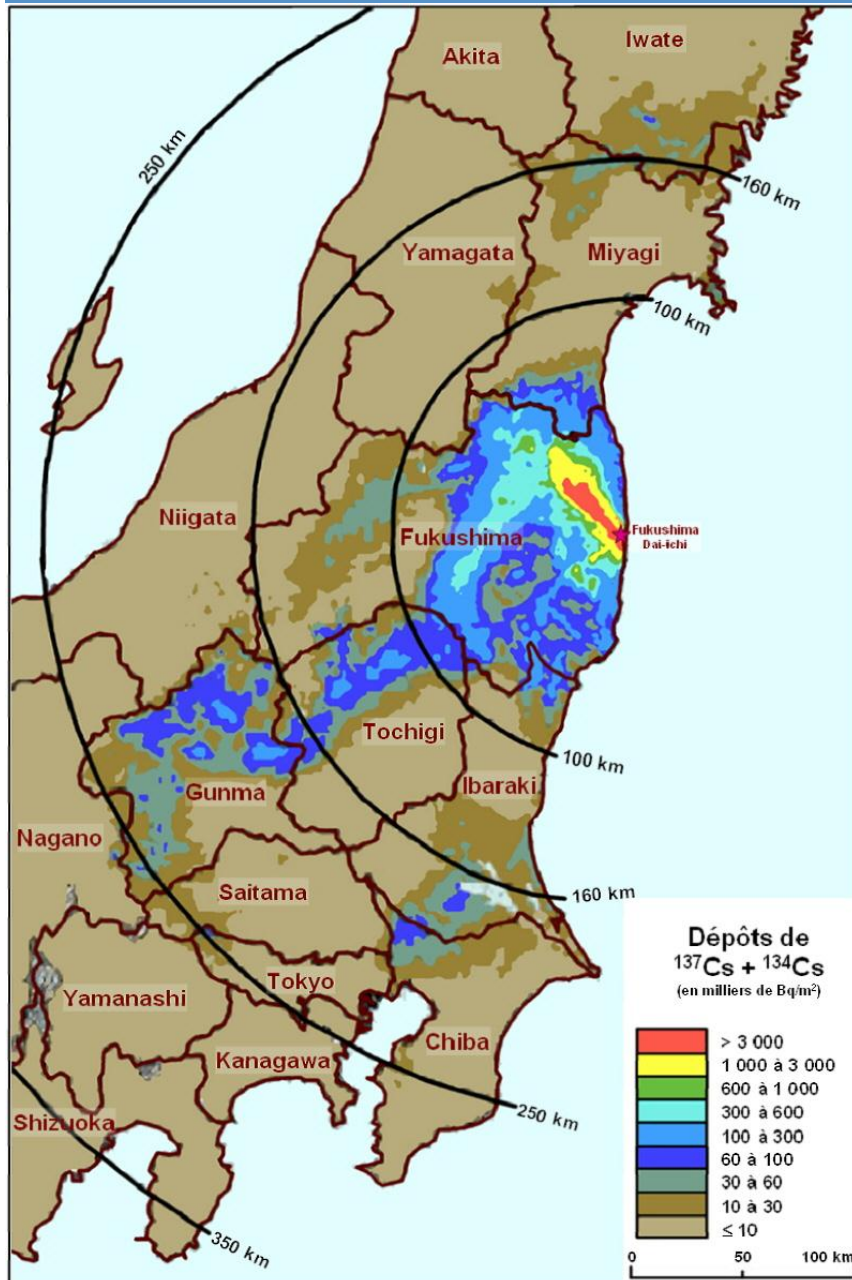 Iwate
Akita
250 km
160 km
Yamagata
Miyagi
100 km
Niigata
Fukushima
Fukushima
Dai-ichi
Tochigi
100 km
Ibaraki
Gunma
Nagano
Saitama
160 km
Tokyo
Yamanashi
Chiba
Kanagawa
250 km
Shizuoka
350 km
Dépôts de
¹³⁷Cs + ¹³⁴Cs
(en milliers de Bq/m²)
> 3 000
1 000 à 3 000
600 à 1 000
300 à 600
100 à 300
60 à 100
30 à 60
10 à 30
≤ 10
0 50 100 km